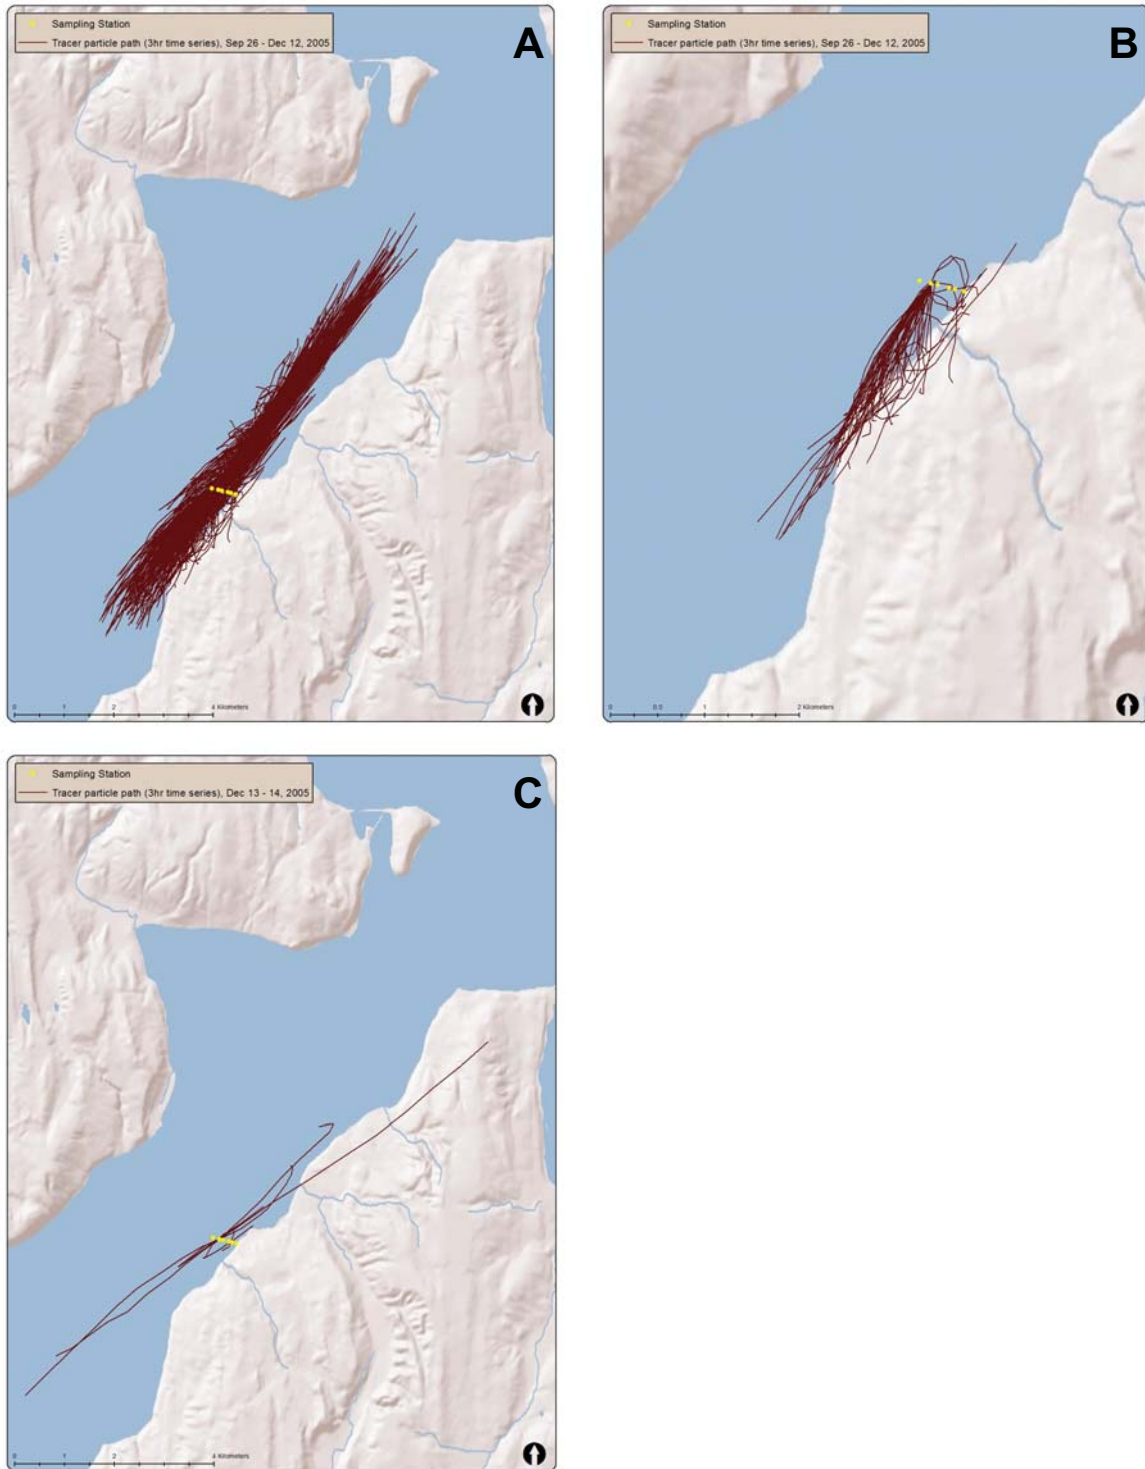 Sampling Station
Tracer particle path (3hr time series), Sep 26 - Dec 12, 2005
A
0 1 2 4 Kilometers
Sampling Station
Tracer particle path (3hr time series), Sep 26 - Dec 12, 2005
B
0 0.5 1 2 Kilometers
Sampling Station
Tracer particle path (3hr time series), Dec 13 - 14, 2005
C
0 1 2 4 Kilometers